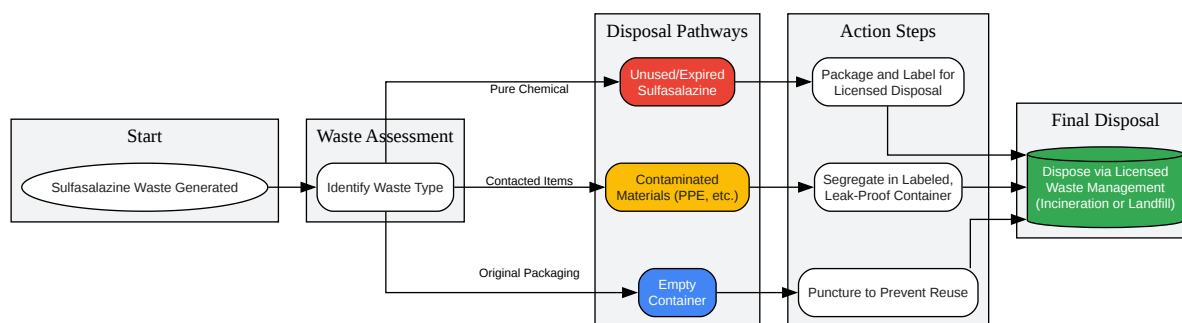 Start
Sulfasalazine Waste Generated
Waste Assessment
Identify Waste Type
Pure Chemical
Contacted Items
Original Packaging
Disposal Pathways
Unused/Expired
Sulfasalazine
Contaminated
Materials (PPE, etc.)
Empty
Container
Action Steps
Package and Label for
Licensed Disposal
Segregate in Labeled,
Leak-Proof Container
Puncture to Prevent Reuse
Final Disposal
Dispose via Licensed
Waste Management
(Incineration or Landfill)